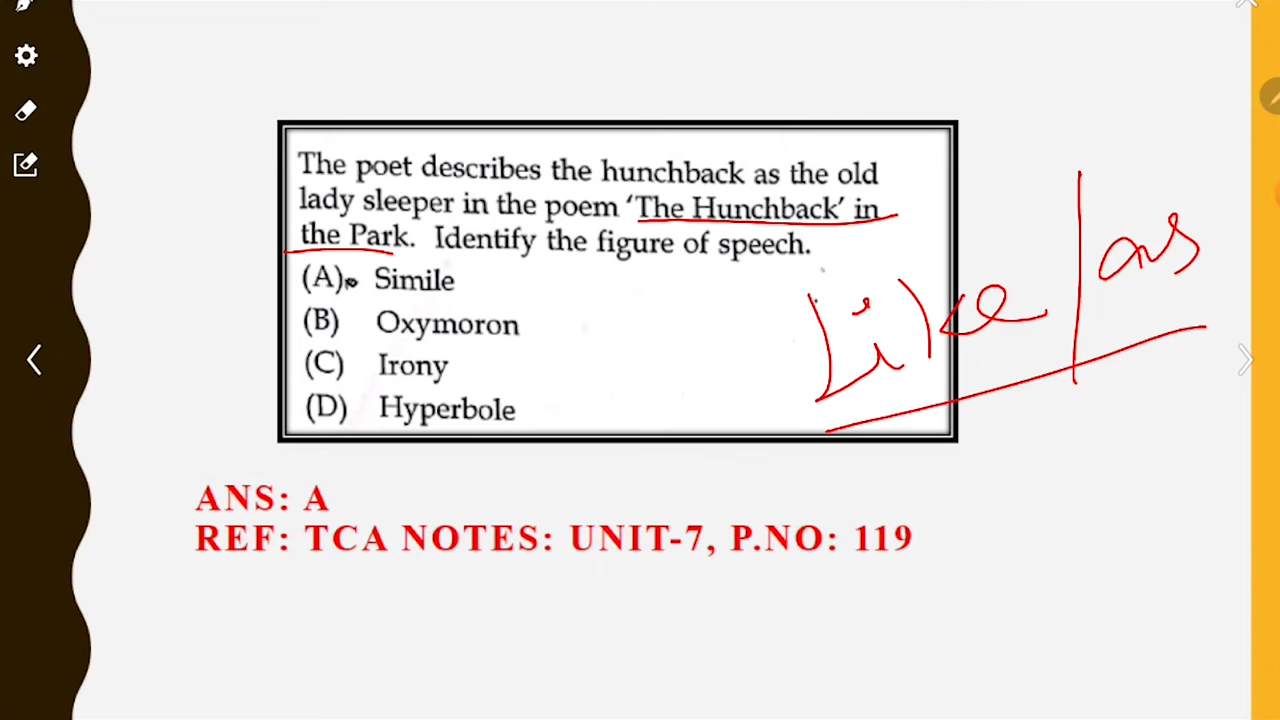 The poet describes the hunchback as the old
lady sleeper in the poem ‘The Hunchback’ in
the Park. Identify the figure of speech.
(A) Simile
(B) Oxymoron
(C) Irony
(D) Hyperbole
Like | as
ANS: A
REF: TCA NOTES: UNIT-7, P.NO: 119